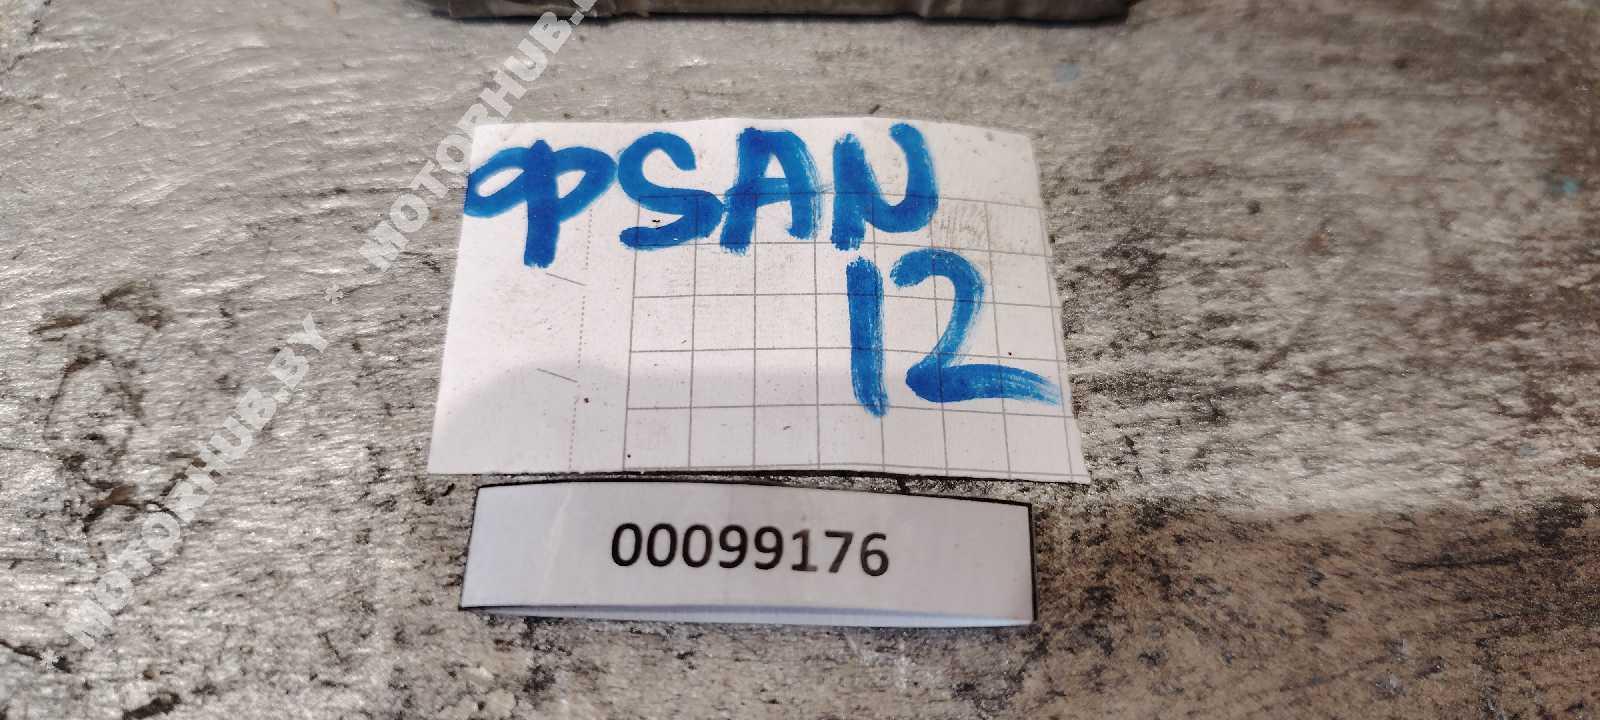 фSAN
12
00099176
* MOTORHUB.BY * MOTORHUB.